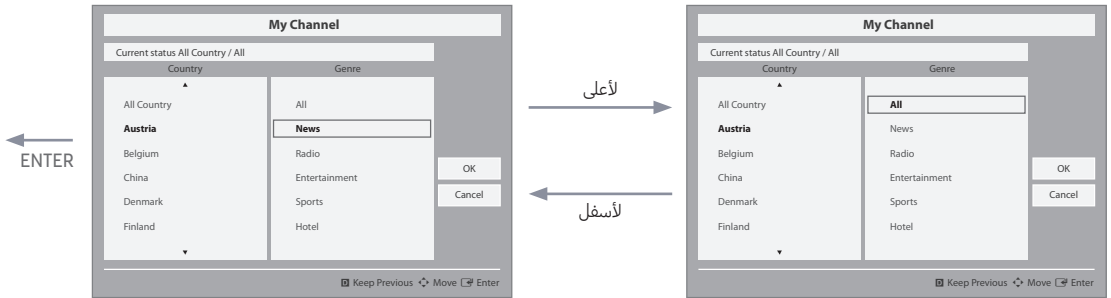 My Channel
Current status All Country / All
Country Genre
All Country All
Austria News
Belgium Radio
China Entertainment
Denmark Sports
Finland Hotel
OK
Cancel
D Keep Previous Move Enter
ENTER
لأعلى
لأسفل
My Channel
Current status All Country / All
Country Genre
All Country All
Austria News
Belgium Radio
China Entertainment
Denmark Sports
Finland Hotel
OK
Cancel
D Keep Previous Move Enter